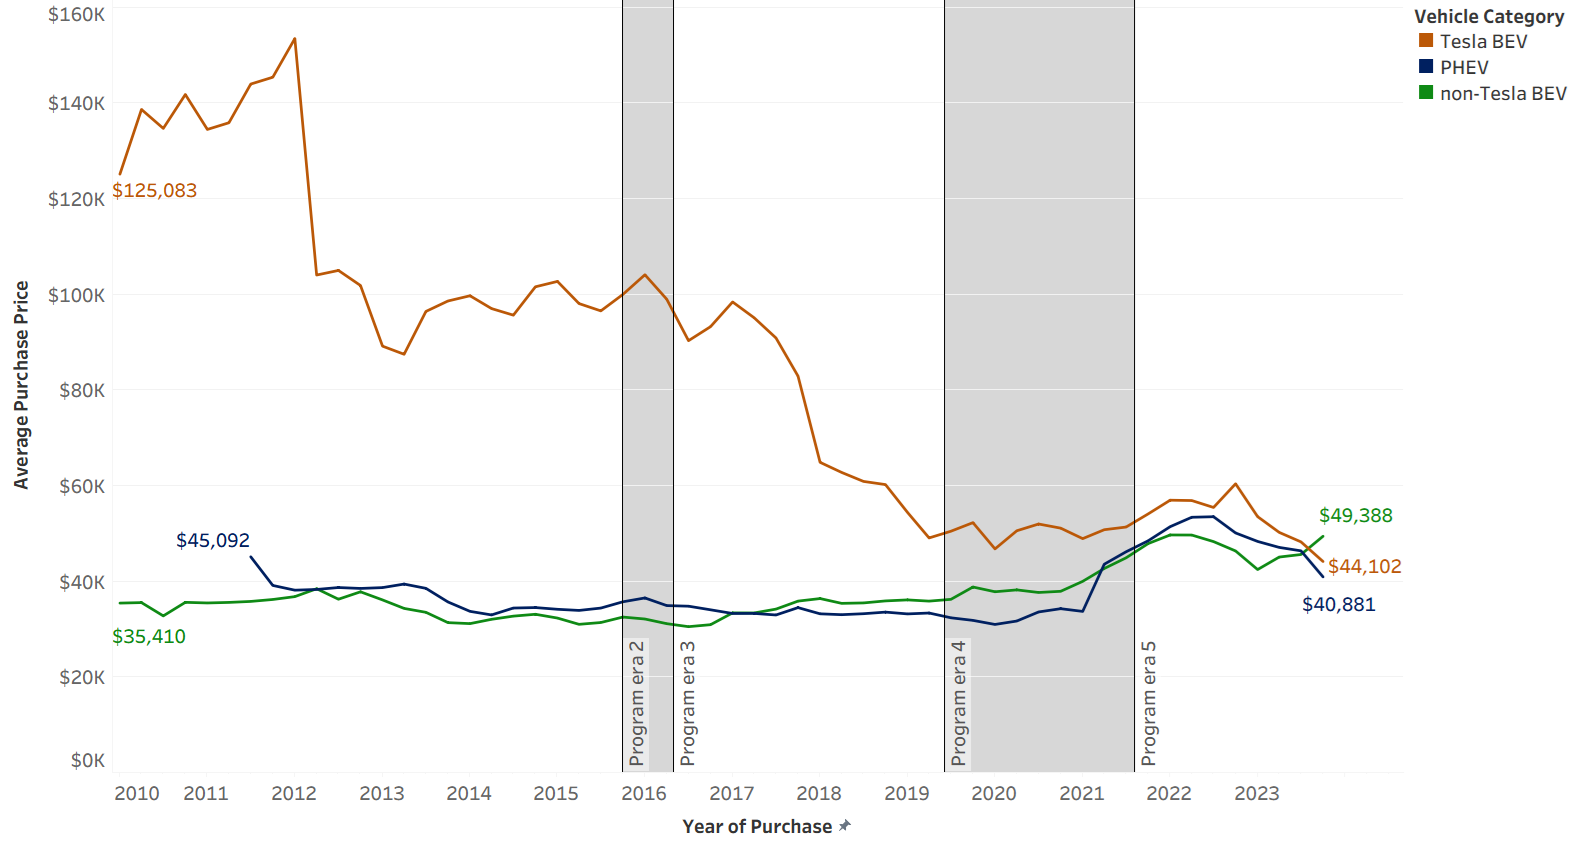 $160K
$140K
$120K
$100K
$80K
$60K
$40K
$20K
$0K
Average Purchase Price
$125,083
$45,092
$35,410
$49,388
$44,102
$40,881
Program era 2
Program era 3
Program era 4
Program era 5
2010 2011 2012 2013 2014 2015 2016 2017 2018 2019 2020 2021 2022 2023
Year of Purchase
Vehicle Category
Tesla BEV
PHEV
non-Tesla BEV